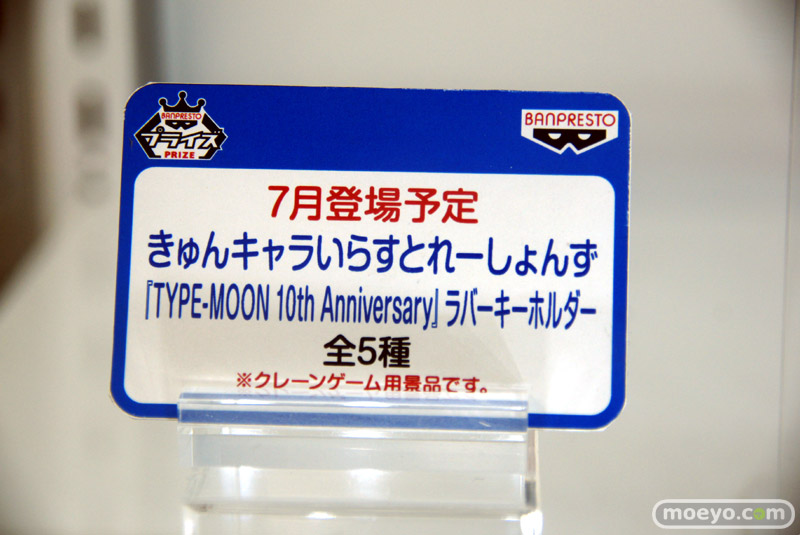 BANPRESTO
プライズ
PRIZE
BANPRESTO
7月登場予定
きゅんキャラいらすとれーしょんず
『TYPE-MOON 10th Anniversary』ラバーキーホルダー
全5種
※クレーンゲーム用景品です。
moeyo.com